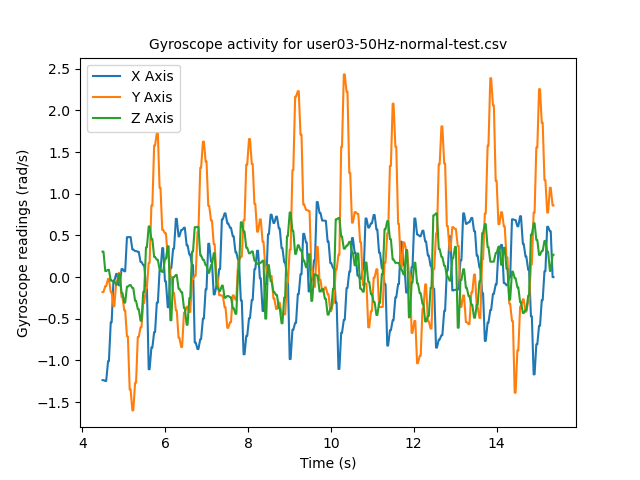 Gyroscope activity for user03-50Hz-normal-test.csv
X Axis
Y Axis
Z Axis
2.5
2.0
1.5
1.0
0.5
0.0
−0.5
−1.0
−1.5
Gyroscope readings (rad/s)
4 6 8 10 12 14
Time (s)